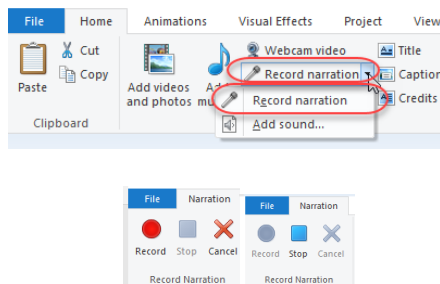 File Home Animations Visual Effects Project View
Cut Webcam video Title
Copy Record narration Caption
Paste Add videos Credits
and photos
Record narration
Add sound...
Clipboard
File Narration File Narration
Record Stop Cancel Record Stop Cancel
Record Narration Record Narration